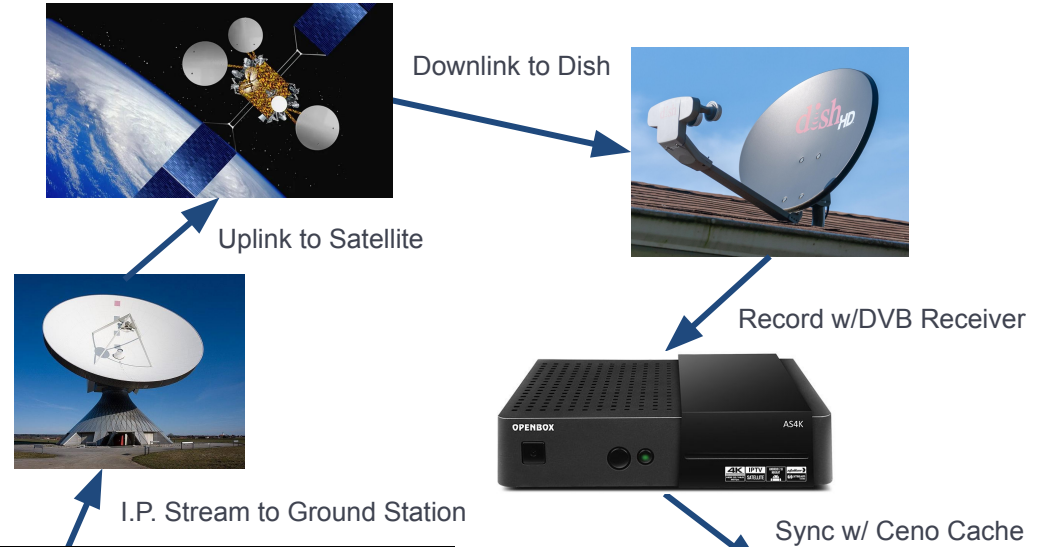 Downlink to Dish
dish HD
Uplink to Satellite
Record w/DVB Receiver
OPENBOX
AS4K
4K
IPTV
SATELLITE
I.P. Stream to Ground Station
Sync w/ Ceno Cache